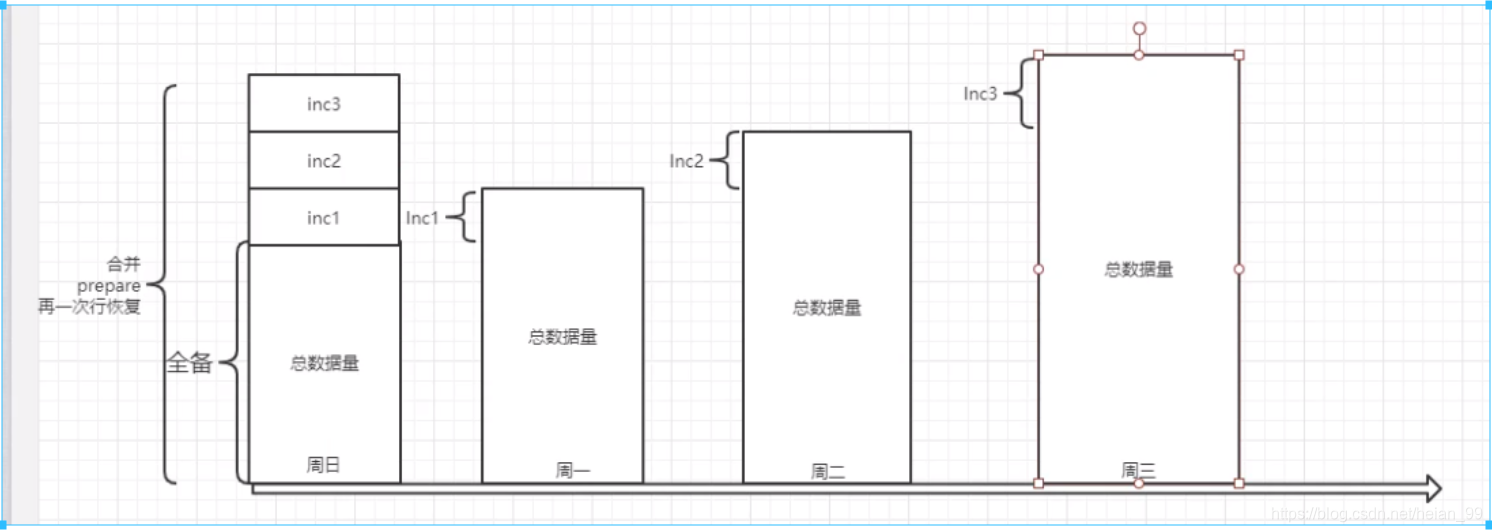 inc3
inc2
inc1
合并
prepare
再一次行恢复
全备
总数据量
周日
Inc1
总数据量
周一
Inc2
总数据量
周二
Inc3
总数据量
周三
https://blog.csdn.net/heian_99